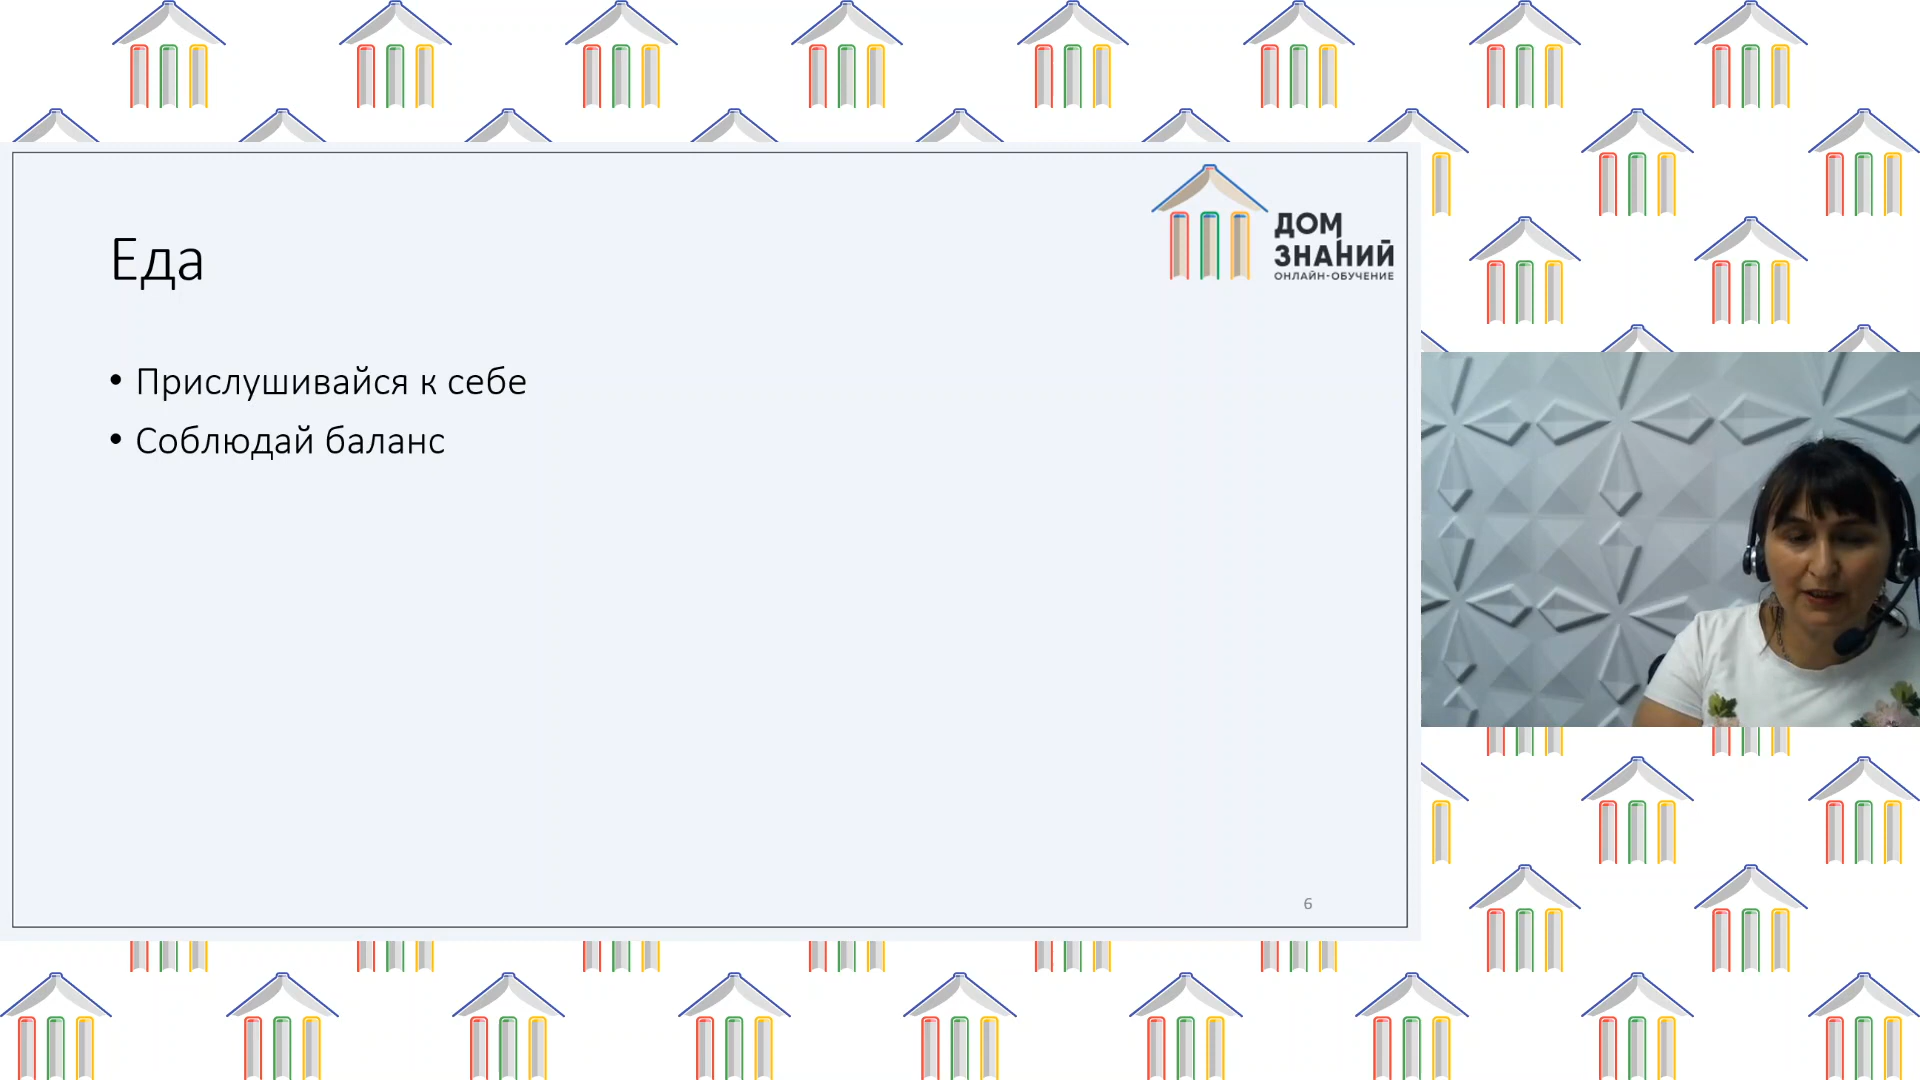 Еда
ДОМ
ЗНАНИЙ
ОНЛАЙН-ОБУЧЕНИЕ
• Прислушивайся к себе
• Соблюдай баланс
6